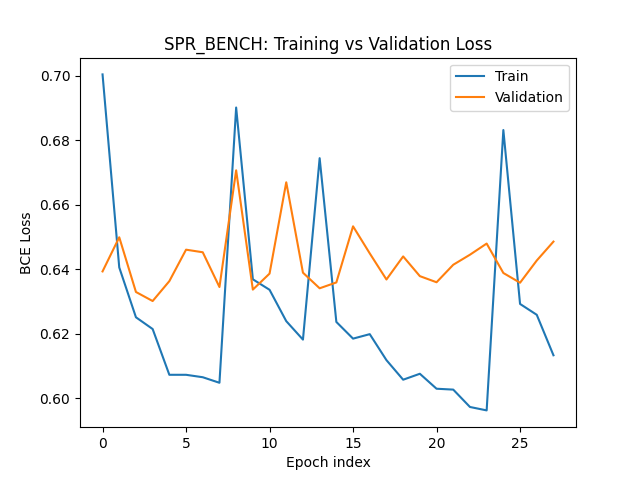 SPR_BENCH: Training vs Validation Loss
Train
Validation
BCE Loss
0.70
0.68
0.66
0.64
0.62
0.60
0
5
10
15
20
25
Epoch index